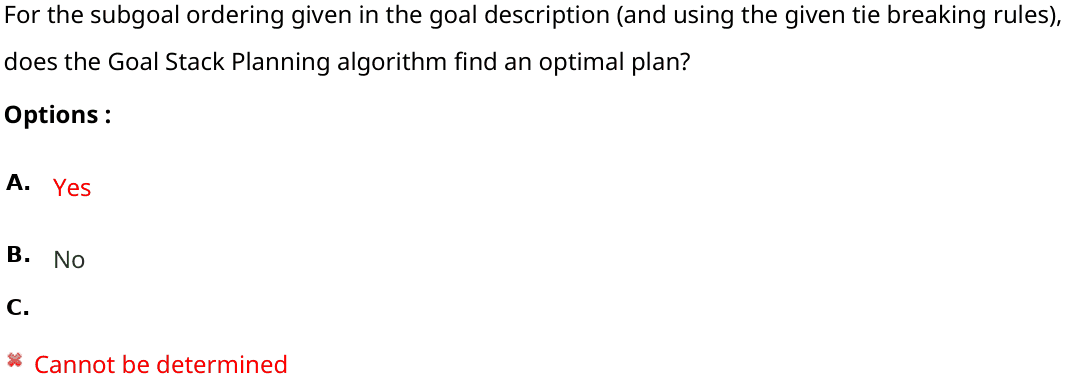 For the subgoal ordering given in the goal description (and using the given tie breaking rules),
does the Goal Stack Planning algorithm find an optimal plan?
Options :
A. Yes
B. No
C.
Cannot be determined